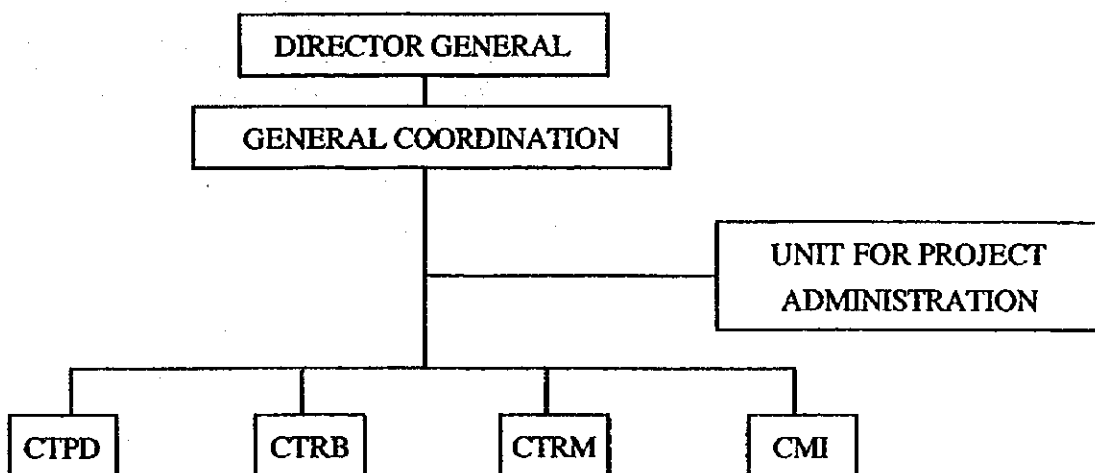 DIRECTOR GENERAL
GENERAL COORDINATION
UNIT FOR PROJECT
ADMINISTRATION
CTPD
CTRB
CTRM
CMI